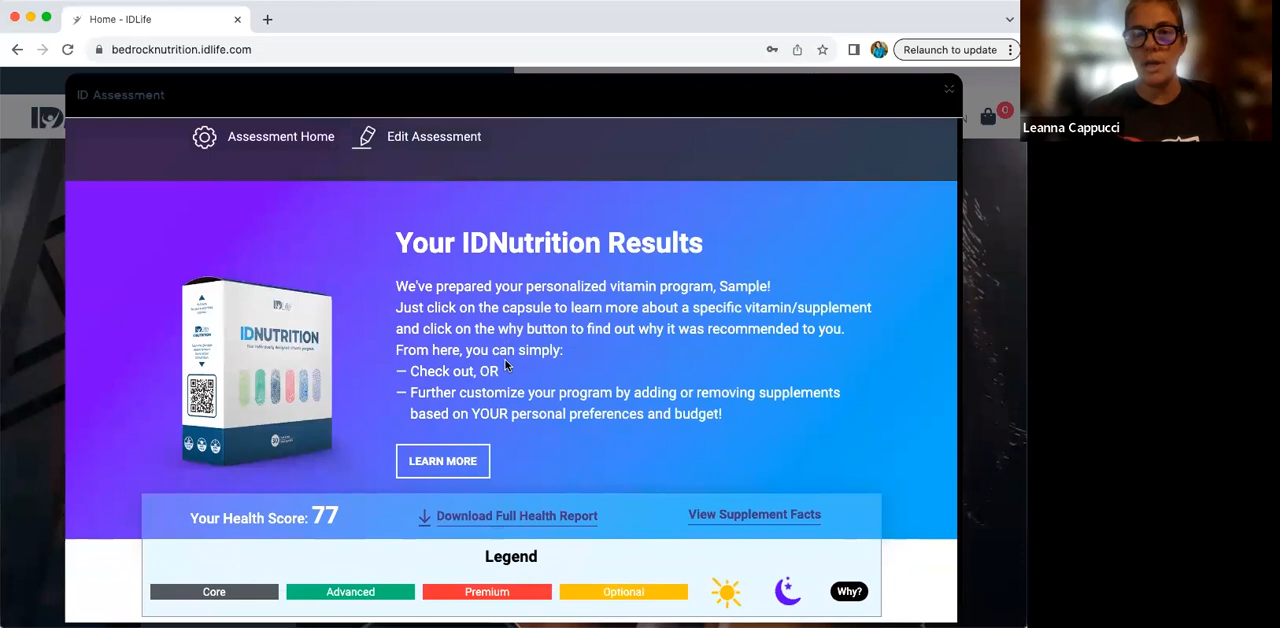 Home - IDLife
bedrocknutrition.idlife.com
Relaunch to update
ID Assessment
0
Leanna Cappucci
Assessment Home
Edit Assessment
Your IDNutrition Results
We've prepared your personalized vitamin program, Sample!
Just click on the capsule to learn more about a specific vitamin/supplement
and click on the why button to find out why it was recommended to you.
From here, you can simply:
— Check out, OR
— Further customize your program by adding or removing supplements
based on YOUR personal preferences and budget!
LEARN MORE
IDLife
IDNUTRITION
Your Health Score: 77
Download Full Health Report
View Supplement Facts
Legend
Core
Advanced
Premium
Optional
Why?